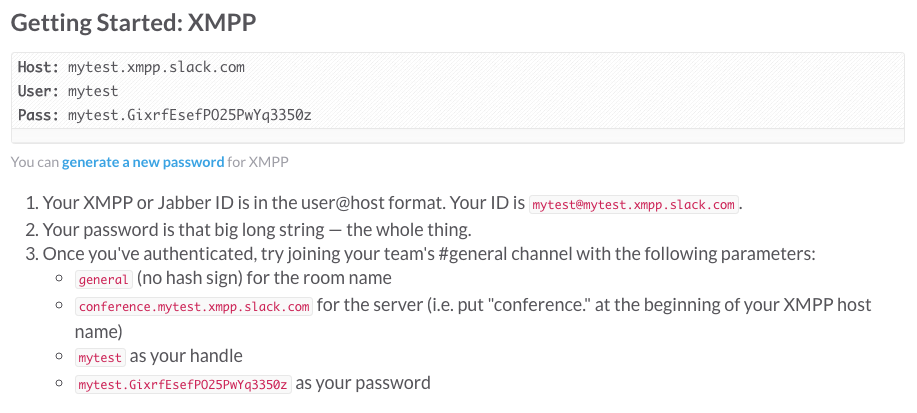 Getting Started: XMPP
Host: mytest.xmpp.slack.com
User: mytest
Pass: mytest.GixrfEsefPO25PwYq3350z
You can generate a new password for XMPP
1. Your XMPP or Jabber ID is in the user@host format. Your ID is mytest@mytest.xmpp.slack.com.
2. Your password is that big long string — the whole thing.
3. Once you've authenticated, try joining your team's #general channel with the following parameters:
general (no hash sign) for the room name
conference.mytest.xmpp.slack.com for the server (i.e. put "conference." at the beginning of your XMPP host
name)
mytest as your handle
mytest.GixrfEsefPO25PwYq3350z as your password